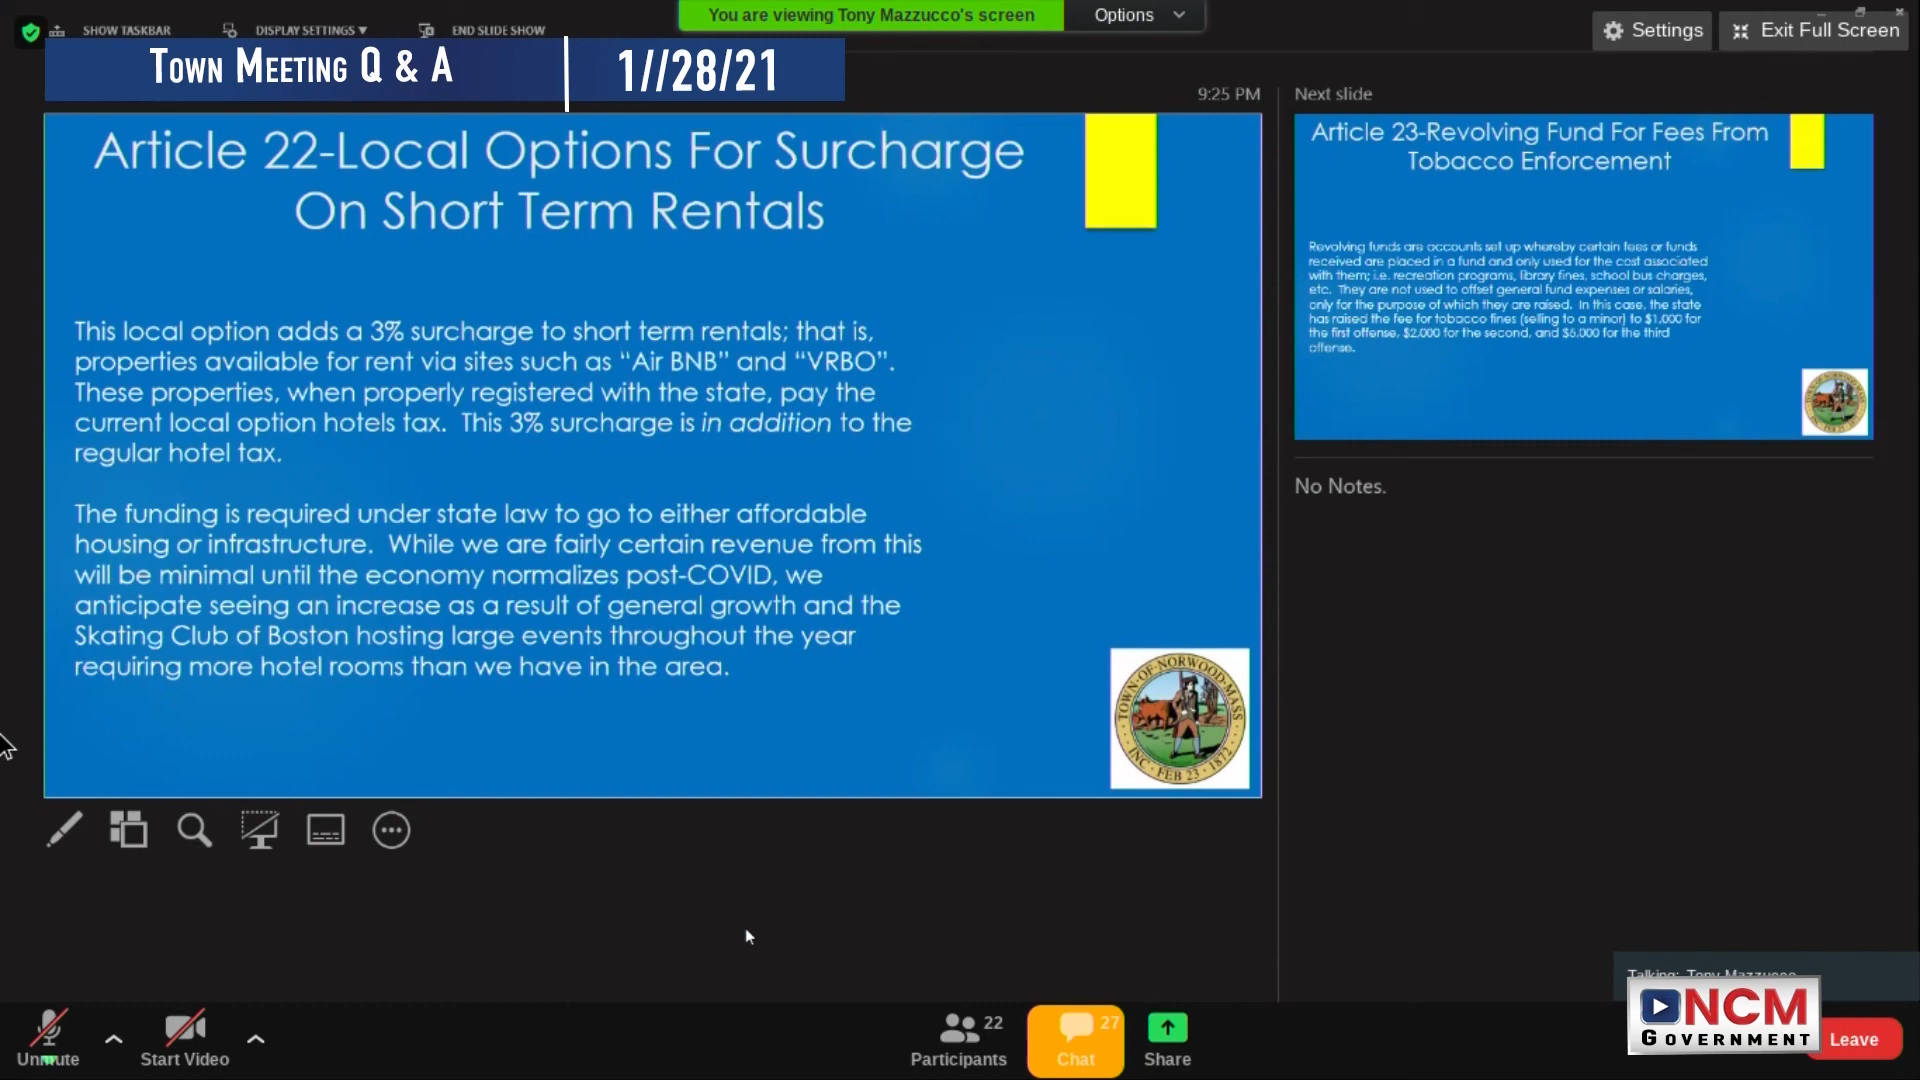 SHOW TASKBAR
DISPLAY SETTINGS ▾
END SLIDE SHOW
You are viewing Tony Mazzucco's screen
Options
Settings
Exit Full Screen
Town Meeting Q & A
1//28/21
9:25 PM
Next slide
Article 22-Local Options For Surcharge
On Short Term Rentals
This local option adds a 3% surcharge to short term rentals; that is,
properties available for rent via sites such as “Air BNB” and “VRBO”.
These properties, when properly registered with the state, pay the
current local option hotels tax.  This 3% surcharge is in addition to the
regular hotel tax.
The funding is required under state law to go to either affordable
housing or infrastructure.  While we are fairly certain revenue from this
will be minimal until the economy normalizes post-COVID, we
anticipate seeing an increase as a result of general growth and the
Skating Club of Boston hosting large events throughout the year
requiring more hotel rooms than we have in the area.
TOWN·OF·NORWOOD·MASS
INC·FEB 23·1872
Article 23-Revolving Fund For Fees From
Tobacco Enforcement
Revolving funds are accounts set up whereby certain fees or funds
received are placed in a fund and only used for the cost associated
with them; i.e. recreation programs, library fines, school bus charges,
etc.  They are not used to offset general fund expenses or salaries,
only for the purpose of which they are raised.  In this case, the state
has raised the fee for tobacco fines (selling to a minor) to $1,000 for
the first offense, $2,000 for the second, and $5,000 for the third
offense.
No Notes.
Talking: Tony Mazzucco
NCM
Government
Unmute
Start Video
22
Participants
27
Chat
Share
Leave